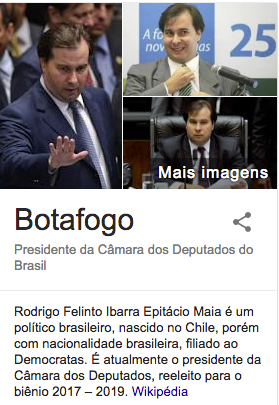 A fo
nova
25
Mais imagens
Botafogo
Presidente da Câmara dos Deputados do
Brasil
Rodrigo Felinto Ibarra Epitácio Maia é um
político brasileiro, nascido no Chile, porém
com nacionalidade brasileira, filiado ao
Democratas. É atualmente o presidente da
Câmara dos Deputados, reeleito para o
biênio 2017 – 2019. Wikipédia